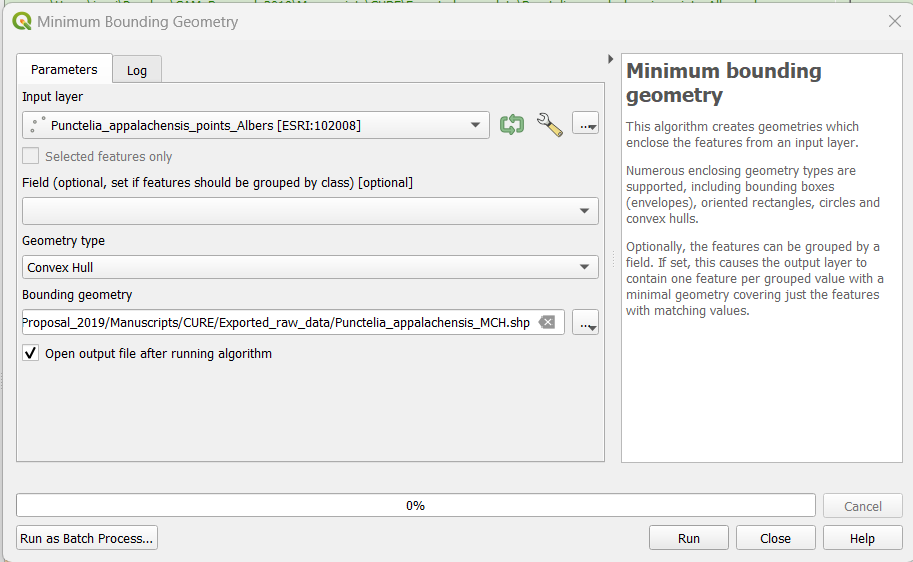 Minimum Bounding Geometry
Parameters
Log
Input layer
Punctelia_appalachensis_points_Albers [ESRI:102008]
...
Selected features only
Field (optional, set if features should be grouped by class) [optional]
Geometry type
Convex Hull
Bounding geometry
Proposal_2019/Manuscripts/CURE/Exported_raw_data/Punctelia_appalachensis_MCH.shp
...
Open output file after running algorithm
Minimum bounding
geometry
This algorithm creates geometries which
enclose the features from an input layer.
Numerous enclosing geometry types are
supported, including bounding boxes
(envelopes), oriented rectangles, circles and
convex hulls.
Optionally, the features can be grouped by a
field. If set, this causes the output layer to
contain one feature per grouped value with a
minimal geometry covering just the features
with matching values.
0%
Cancel
Run as Batch Process...
Run
Close
Help